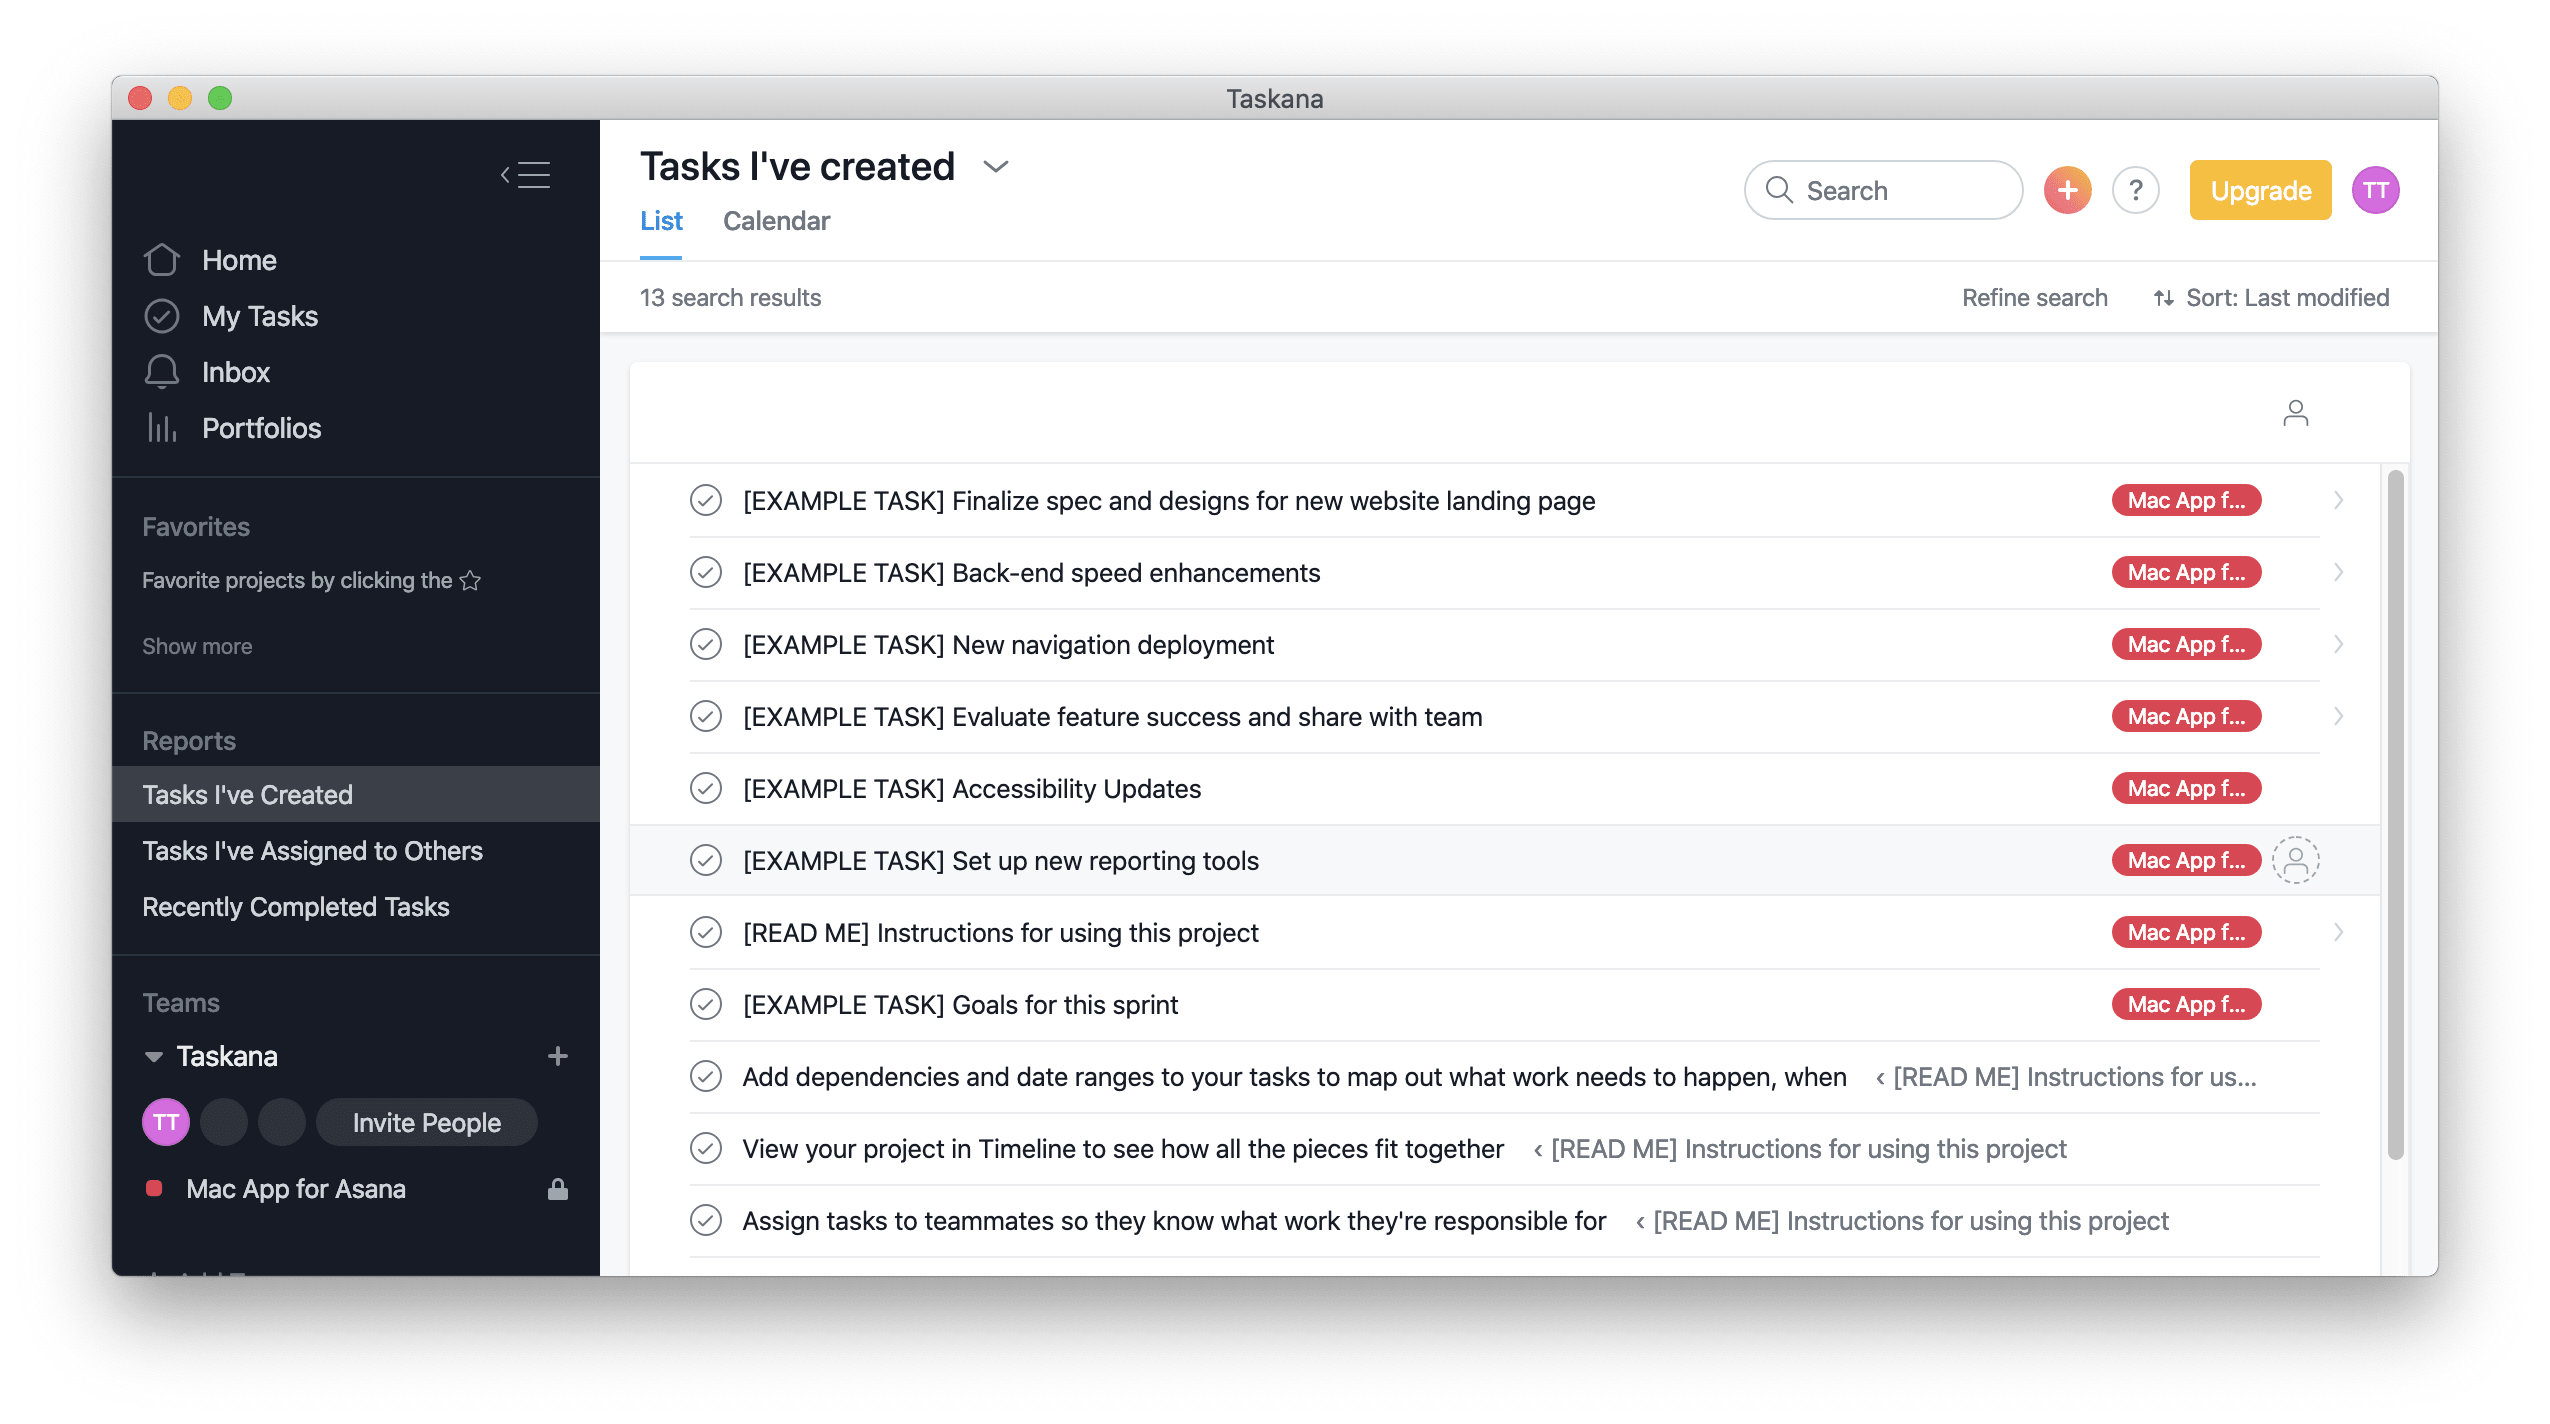 Taskana
Home
My Tasks
Inbox
Portfolios
Favorites
Favorite projects by clicking the
Show more
Reports
Tasks I've Created
Tasks I've Assigned to Others
Recently Completed Tasks
Teams
Taskana
TT
Invite People
Mac App for Asana
Tasks I've created
List
Calendar
Search
?
Upgrade
TT
13 search results
Refine search
Sort: Last modified
[EXAMPLE TASK] Finalize spec and designs for new website landing page Mac App f...
[EXAMPLE TASK] Back-end speed enhancements Mac App f...
[EXAMPLE TASK] New navigation deployment Mac App f...
[EXAMPLE TASK] Evaluate feature success and share with team Mac App f...
[EXAMPLE TASK] Accessibility Updates Mac App f...
[EXAMPLE TASK] Set up new reporting tools Mac App f...
[READ ME] Instructions for using this project Mac App f...
[EXAMPLE TASK] Goals for this sprint Mac App f...
Add dependencies and date ranges to your tasks to map out what work needs to happen, when ‹ [READ ME] Instructions for us...
View your project in Timeline to see how all the pieces fit together ‹ [READ ME] Instructions for using this project
Assign tasks to teammates so they know what work they're responsible for ‹ [READ ME] Instructions for using this project